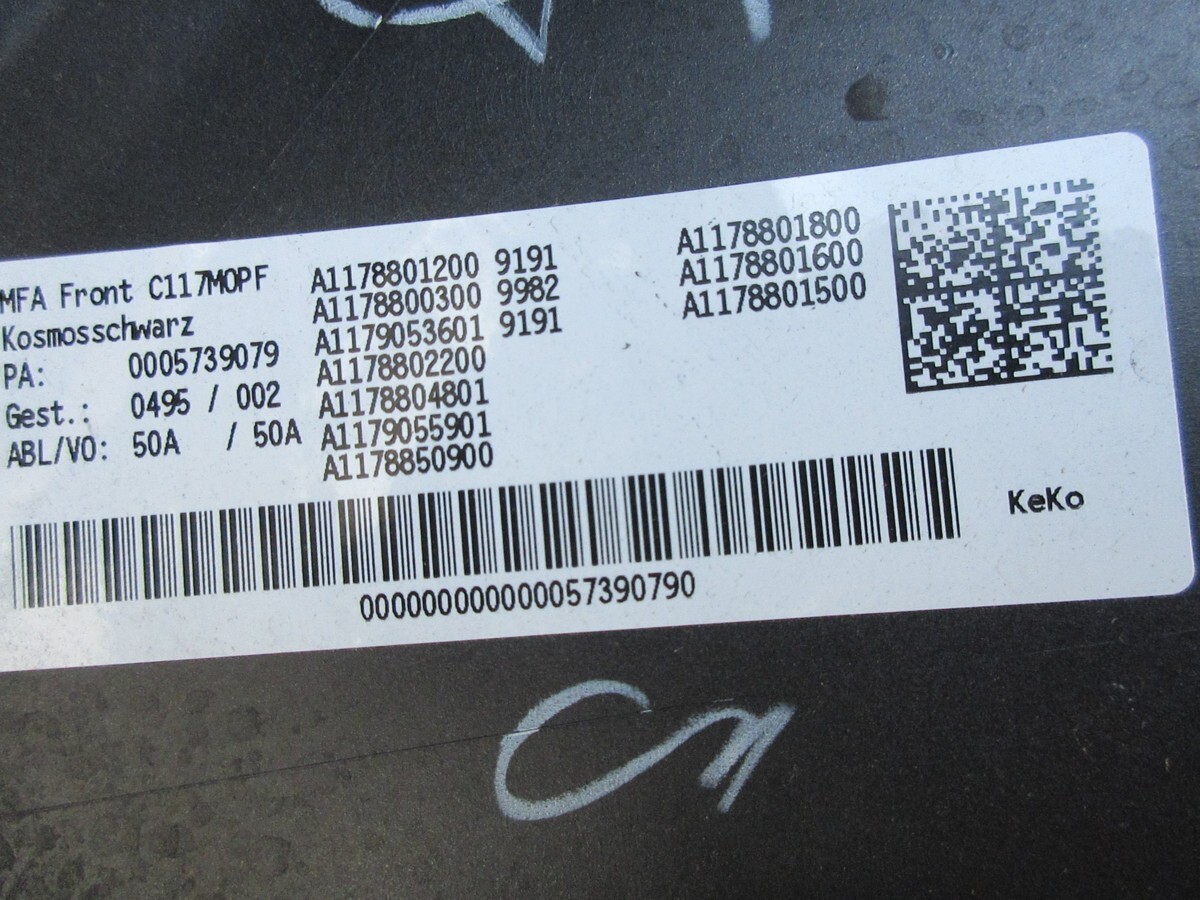 MFA Front C117MOPF A1178801200 9191 A1178801800
Kosmosschwarz A1178800300 9982 A1178801600
PA: 0005739079 A1179053601 9191 A1178801500
Gest.: 0495 / 002 A1178802200
ABL/VO: 50A / 50A A1178804801
A1179055901
A1178850900
KeKo
000000000000057390790